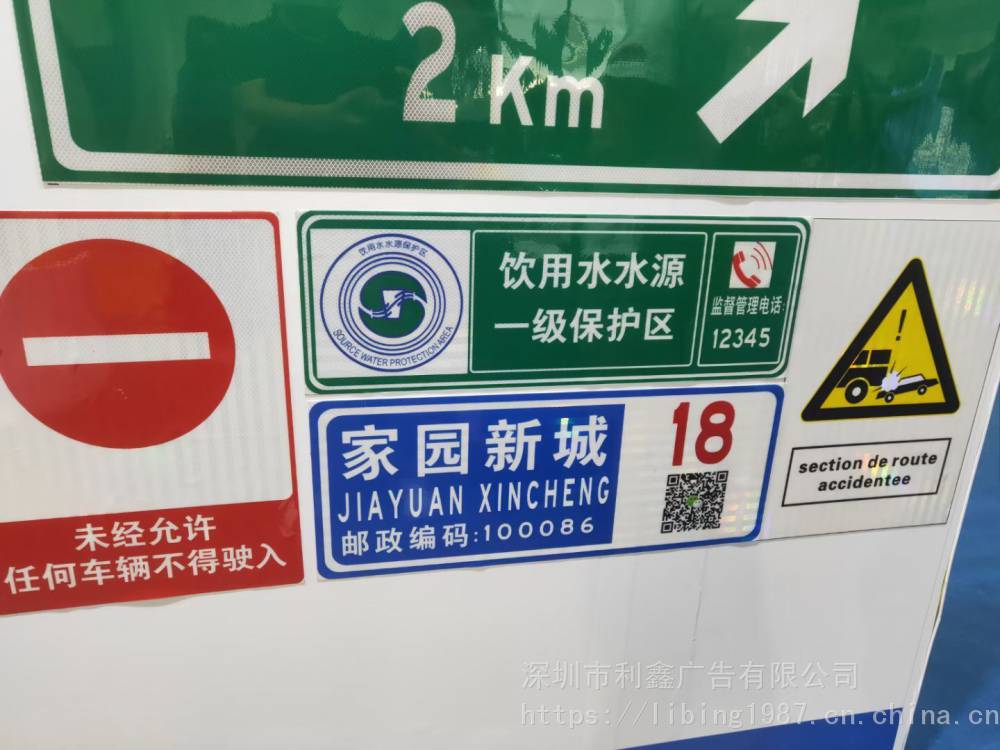 2 Km
饮用水水源保护区
SOURCE WATER PROTECTION AREA
饮用水水源
一级保护区
监督管理电话:
12345
家园新城
JIAYUAN XINCHENG
邮政编码:100086
18
section de route
accidentee
未经允许
任何车辆不得驶入
深圳市利鑫广告有限公司
https://libing1987.cn.china.cn